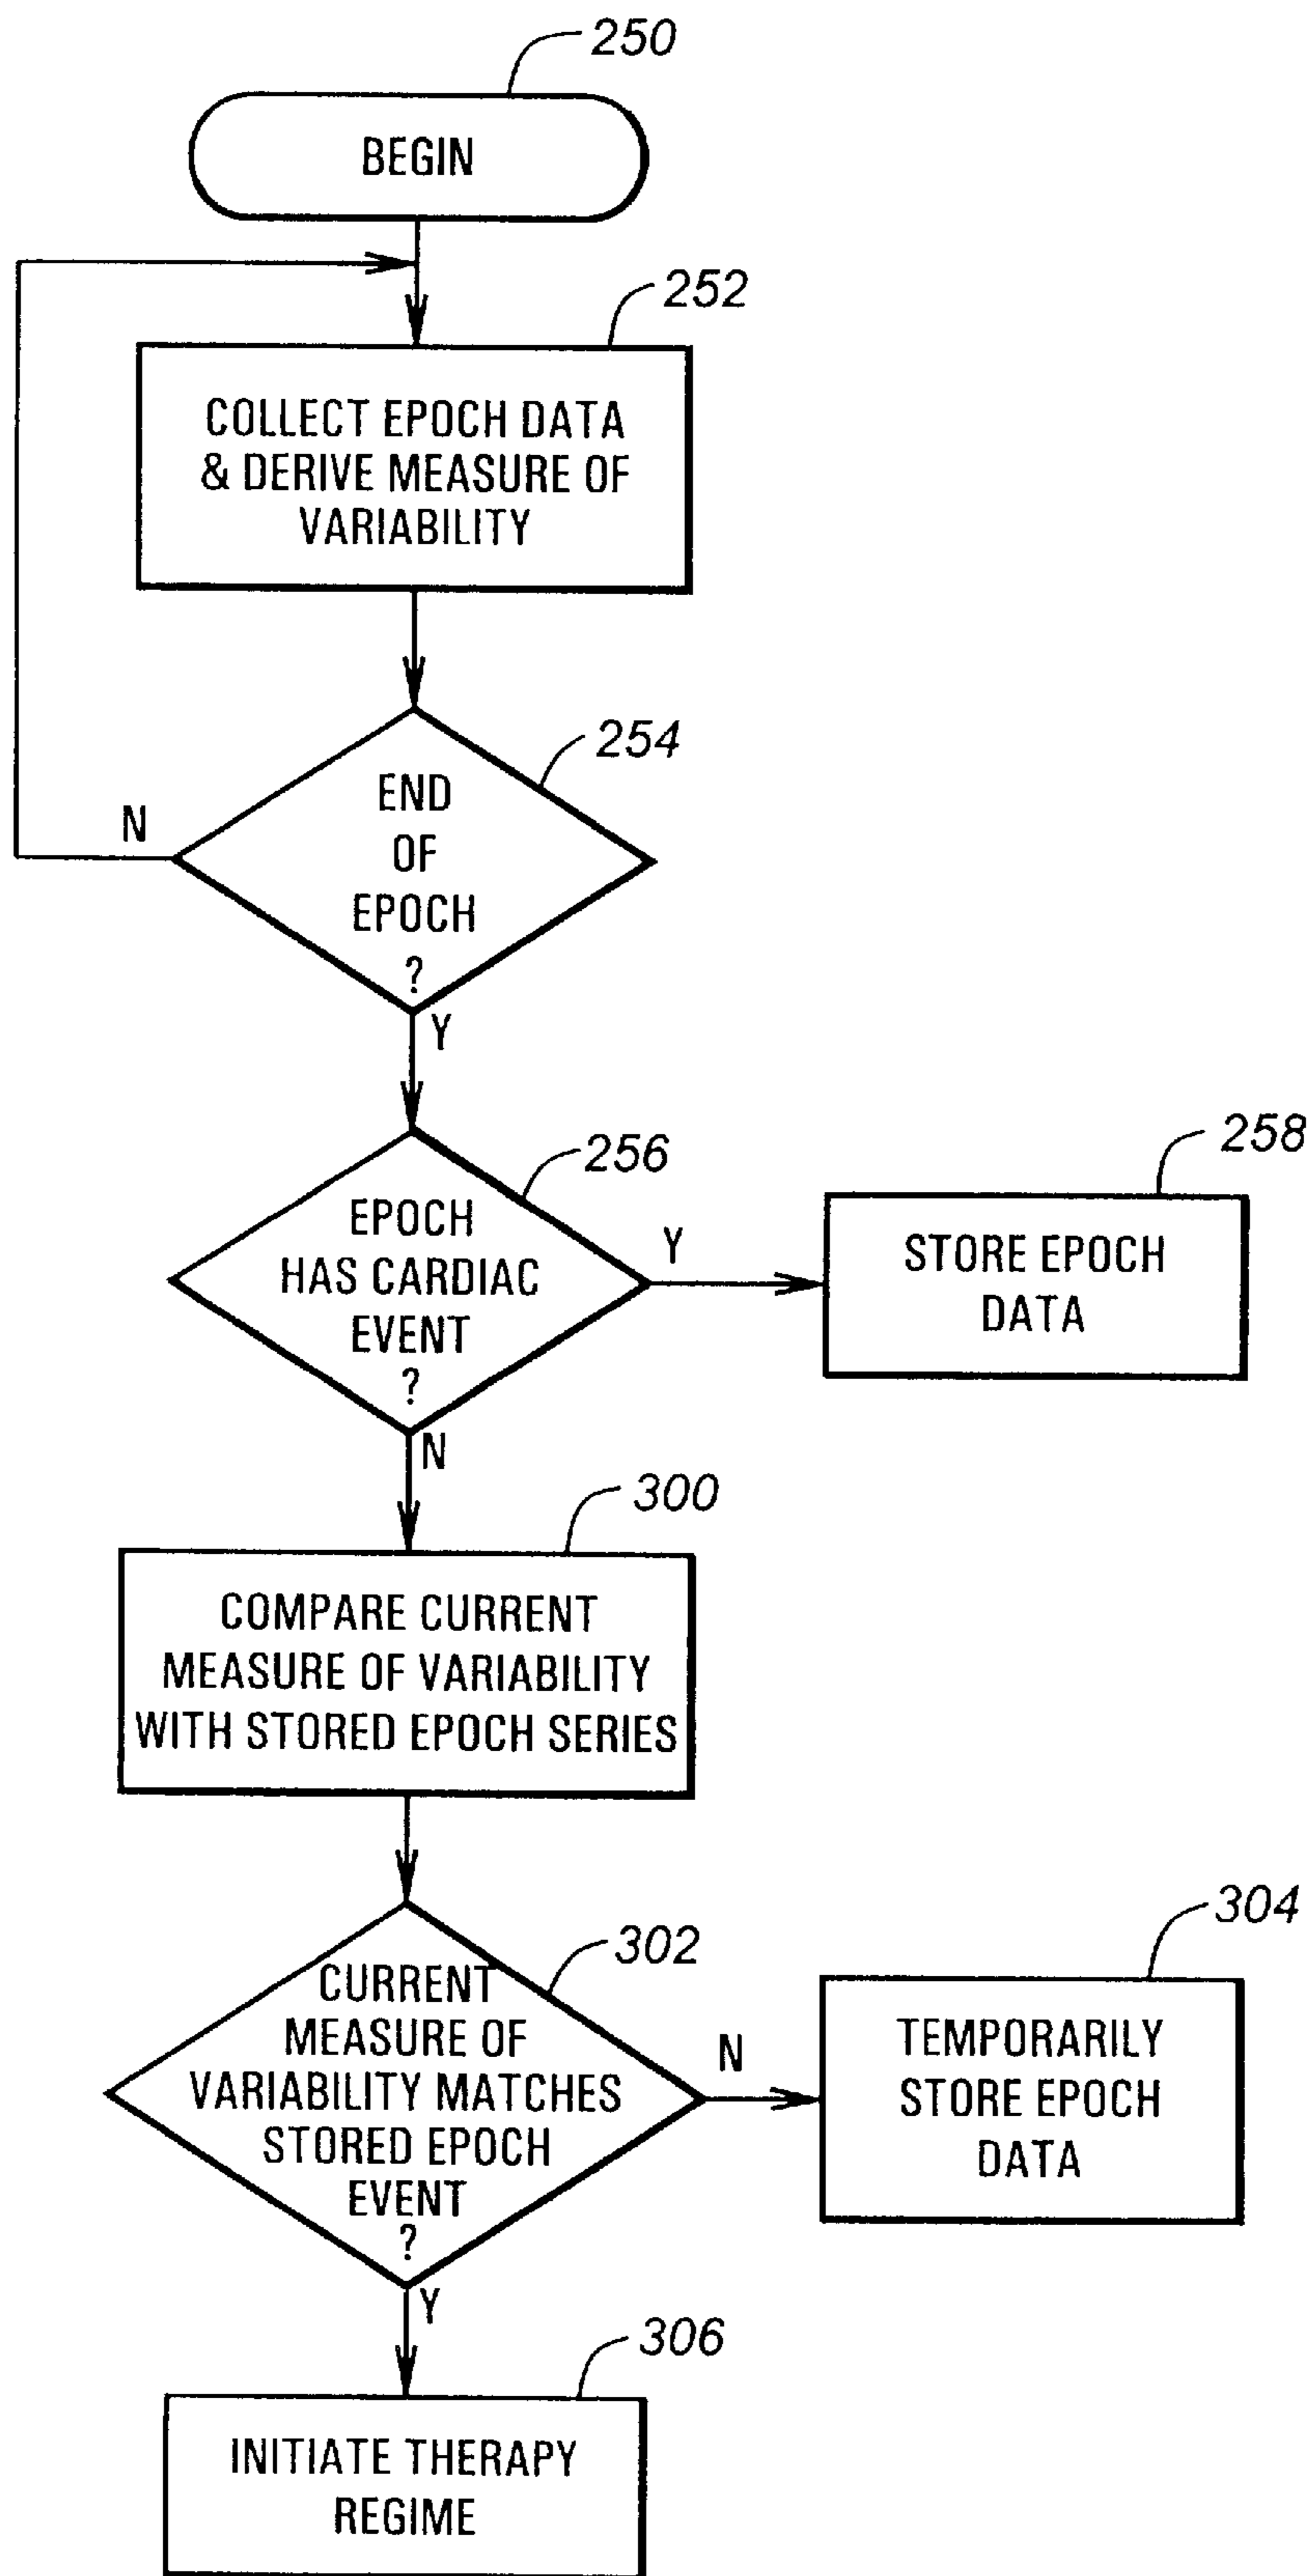 250
BEGIN
252
COLLECT EPOCH DATA
& DERIVE MEASURE OF
VARIABILITY
254
END
OF
EPOCH
?
N
Y
256
EPOCH
HAS CARDIAC
EVENT
?
Y
258
STORE EPOCH
DATA
N
300
COMPARE CURRENT
MEASURE OF VARIABILITY
WITH STORED EPOCH SERIES
302
CURRENT
MEASURE OF
VARIABILITY MATCHES
STORED EPOCH
EVENT
?
N
304
TEMPORARILY
STORE EPOCH
DATA
Y
306
INITIATE THERAPY
REGIME